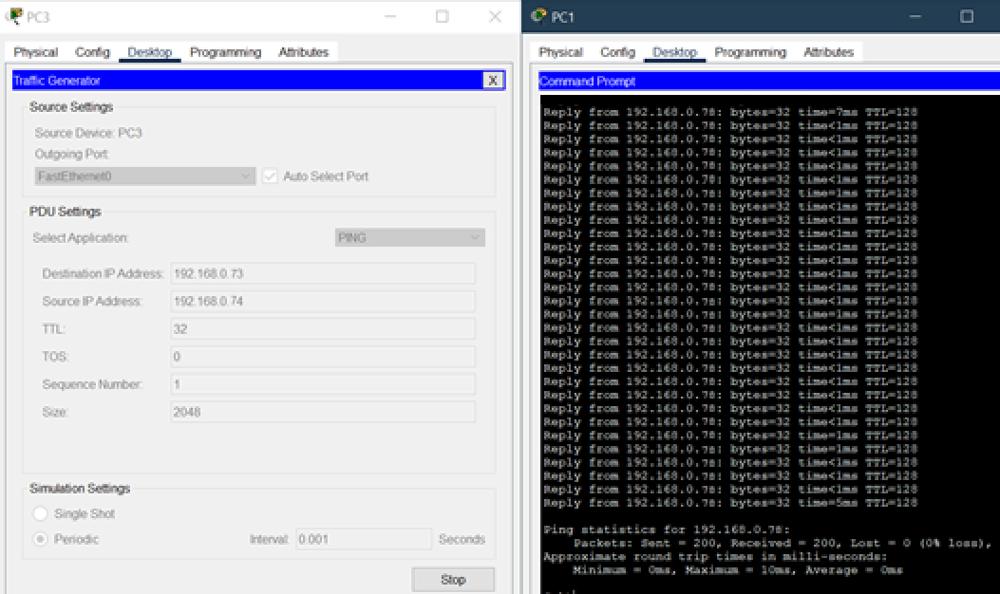 PC3
Physical Config Desktop Programming Attributes
Traffic Generator X
Source Settings
Source Device: PC3
Outgoing Port:
FastEthernet0 Auto Select Port
PDU Settings
Select Application: PING
Destination IP Address: 192.168.0.73
Source IP Address: 192.168.0.74
TTL: 32
TOS: 0
Sequence Number: 1
Size: 2048
Simulation Settings
Single Shot
Periodic Interval: 0.001 Seconds
Stop
PC1
Physical Config Desktop Programming Attributes
Command Prompt
Reply from 192.168.0.78: bytes=32 time=7ms TTL=128
Reply from 192.168.0.78: bytes=32 time<1ms TTL=128
Reply from 192.168.0.78: bytes=32 time<1ms TTL=128
Reply from 192.168.0.78: bytes=32 time<1ms TTL=128
Reply from 192.168.0.78: bytes=32 time<1ms TTL=128
Reply from 192.168.0.78: bytes=32 time<1ms TTL=128
Reply from 192.168.0.78: bytes=32 time=1ms TTL=128
Reply from 192.168.0.78: bytes=32 time<1ms TTL=128
Reply from 192.168.0.78: bytes=32 time<1ms TTL=128
Reply from 192.168.0.78: bytes=32 time<1ms TTL=128
Reply from 192.168.0.78: bytes=32 time<1ms TTL=128
Reply from 192.168.0.78: bytes=32 time<1ms TTL=128
Reply from 192.168.0.78: bytes=32 time<1ms TTL=128
Reply from 192.168.0.78: bytes=32 time<1ms TTL=128
Reply from 192.168.0.78: bytes=32 time<1ms TTL=128
Reply from 192.168.0.78: bytes=32 time=1ms TTL=128
Reply from 192.168.0.78: bytes=32 time<1ms TTL=128
Reply from 192.168.0.78: bytes=32 time<1ms TTL=128
Reply from 192.168.0.78: bytes=32 time<1ms TTL=128
Reply from 192.168.0.78: bytes=32 time<1ms TTL=128
Reply from 192.168.0.78: bytes=32 time<1ms TTL=128
Reply from 192.168.0.78: bytes=32 time<1ms TTL=128
Reply from 192.168.0.78: bytes=32 time<1ms TTL=128
Reply from 192.168.0.78: bytes=32 time<1ms TTL=128
Reply from 192.168.0.78: bytes=32 time=1ms TTL=128
Reply from 192.168.0.78: bytes=32 time<1ms TTL=128
Reply from 192.168.0.78: bytes=32 time<1ms TTL=128
Reply from 192.168.0.78: bytes=32 time<1ms TTL=128
Reply from 192.168.0.78: bytes=32 time<1ms TTL=128
Reply from 192.168.0.78: bytes=32 time=5ms TTL=128
Ping statistics for 192.168.0.78:
Packets: Sent = 200, Received = 200, Lost = 0 (0% loss),
Approximate round trip times in milli-seconds:
Minimum = 0ms, Maximum = 10ms, Average = 0ms